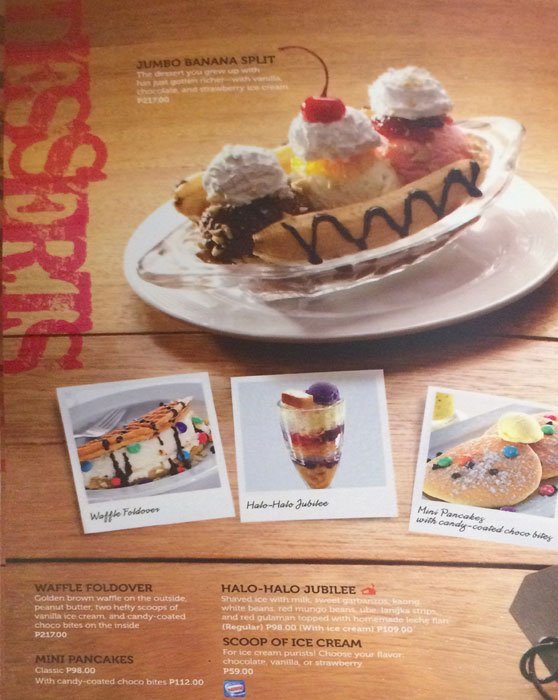 DESSERTS
JUMBO BANANA SPLIT
The dessert you grew up with
has just gotten richer—with vanilla,
chocolate, and strawberry ice cream
P217.00
Waffle Foldover
Halo-Halo Jubilee
Mini Pancakes
with candy-coated choco bites
WAFFLE FOLDOVER
Golden brown waffle on the outside,
peanut butter, two hefty scoops of
vanilla ice cream, and candy-coated
choco bites on the inside
P217.00
MINI PANCAKES
Classic P98.00
With candy-coated choco bites P112.00
HALO-HALO JUBILEE
Shaved ice with milk, sweet garbanzos, kaong,
white beans, red mungo beans, ube, langka strips,
and red gulaman topped with homemade leche flan
(Regular) P98.00 (With ice cream) P109.00
SCOOP OF ICE CREAM
For ice cream purists! Choose your flavor:
chocolate, vanilla, or strawberry
P59.00